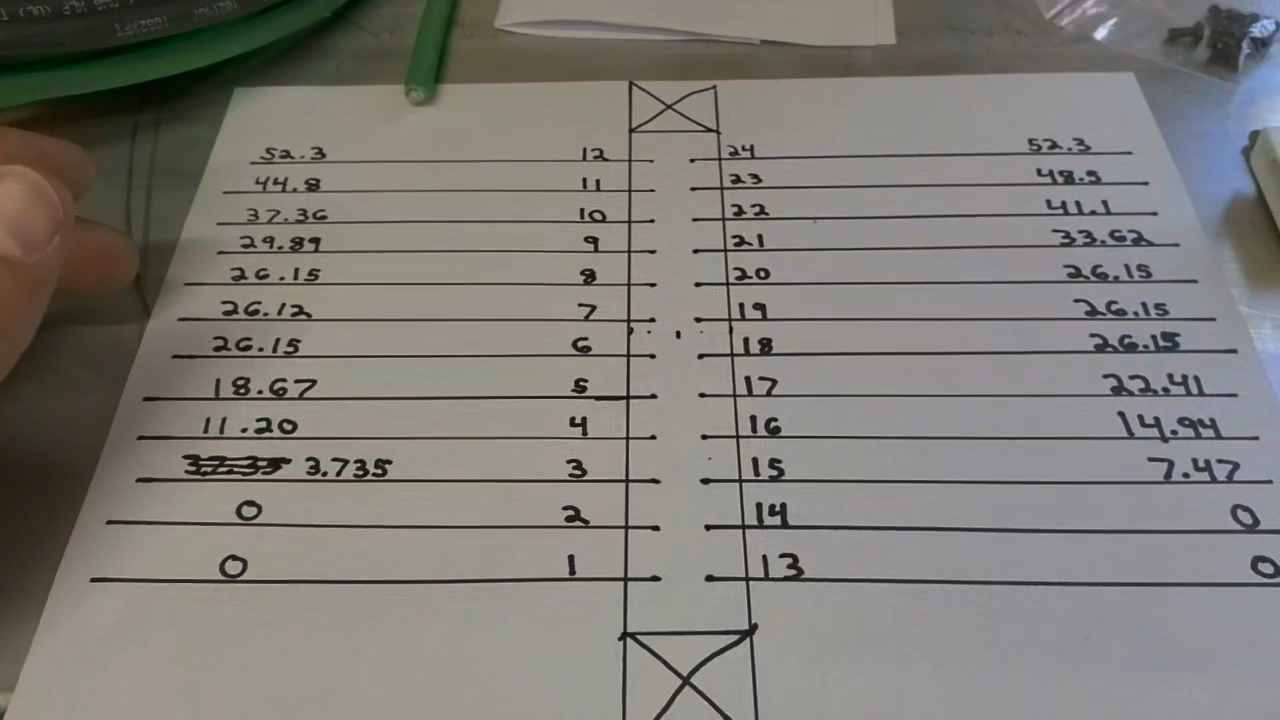 52.3 12 24 52.3
44.8 11 23 48.5
37.36 10 22 41.1
29.89 9 21 33.62
26.15 8 20 26.15
26.12 7 19 26.15
26.15 6 18 26.15
18.67 5 17 22.41
11.20 4 16 14.94
3.735 3 15 7.47
0 2 14 0
0 1 13 0